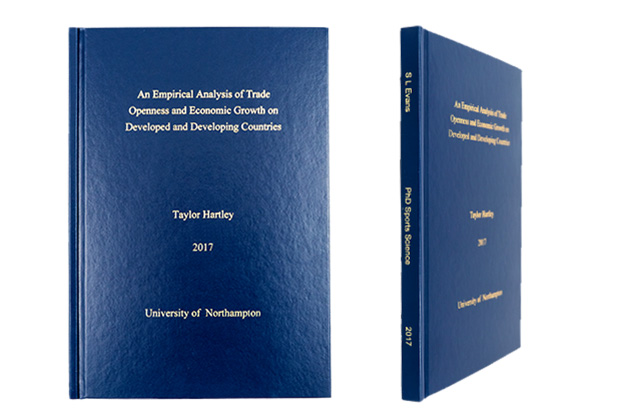 An Empirical Analysis of Trade
Openness and Economic Growth on
Developed and Developing Countries
Taylor Hartley
2017
University of Northampton
S L Evans
PhD Sports Science
2017
An Empirical Analysis of Trade
Openness and Economic Growth on
Developed and Developing Countries
Taylor Hartley
2017
University of Northampton